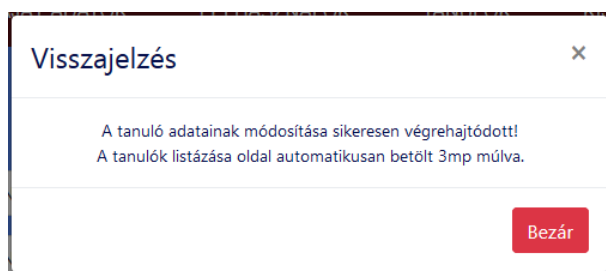 Visszajelzés
×
A tanuló adatainak módosítása sikeresen végrehajtódott!
A tanulók listázása oldal automatikusan betölt 3mp múlva.
Bezár